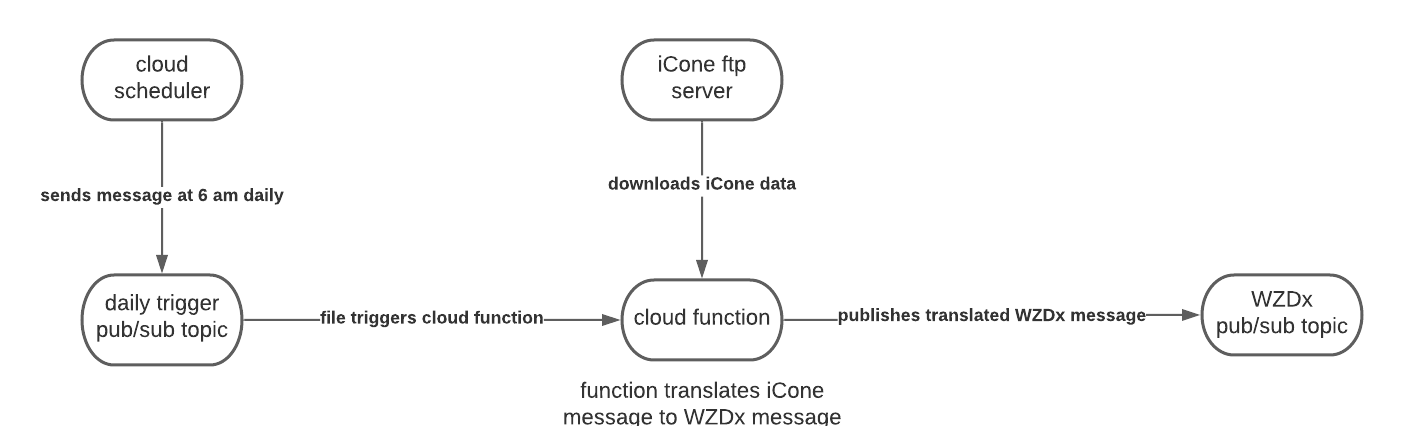 cloud
scheduler
iCone ftp
server
sends message at 6 am daily
downloads iCone data
daily trigger
pub/sub topic
file triggers cloud function
cloud function
publishes translated WZDx message
WZDx
pub/sub topic
function translates iCone
message to WZDx message